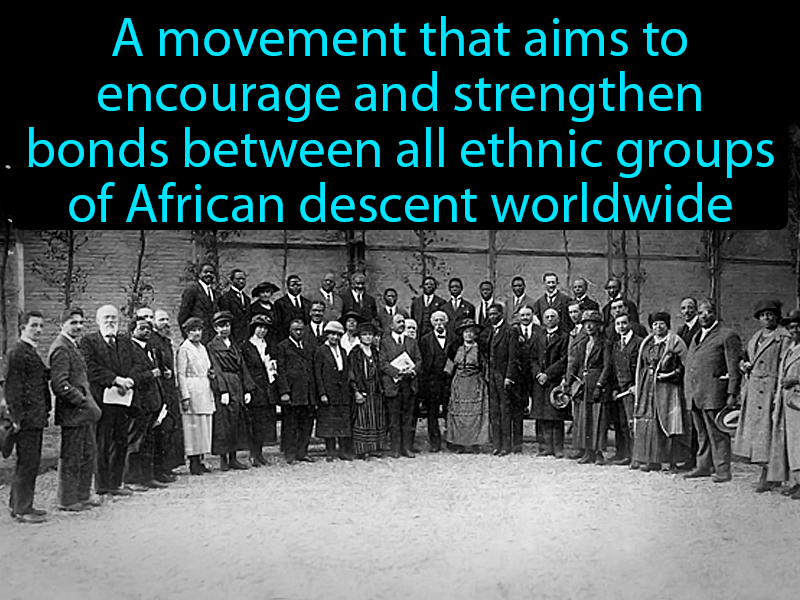 A movement that aims to
encourage and strengthen
bonds between all ethnic groups
of African descent worldwide